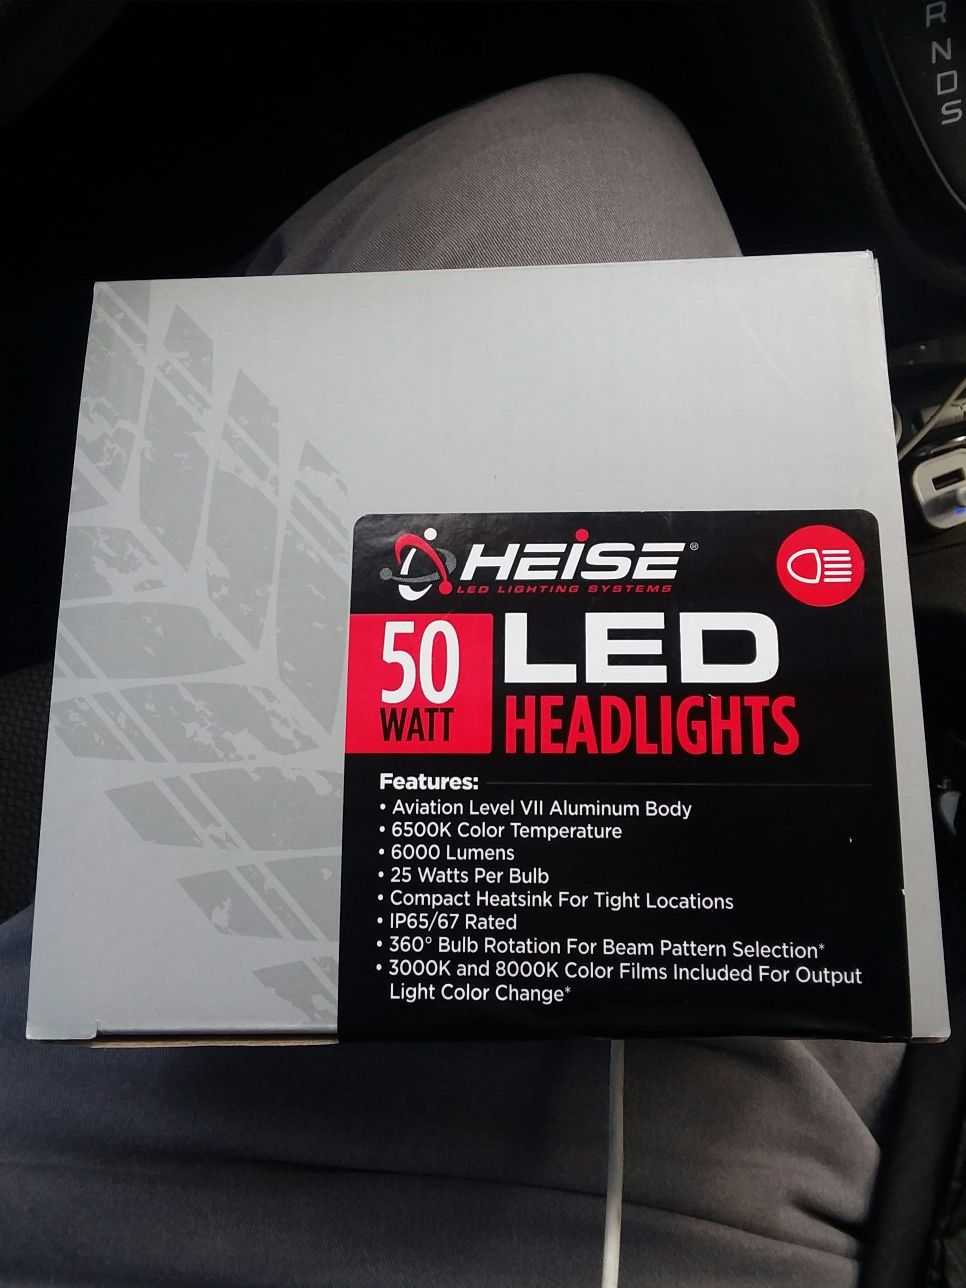 R
N
D
S
HEISE®
LED LIGHTING SYSTEMS
50
WATT
LED
HEADLIGHTS
Features:
• Aviation Level VII Aluminum Body
• 6500K Color Temperature
• 6000 Lumens
• 25 Watts Per Bulb
• Compact Heatsink For Tight Locations
• IP65/67 Rated
• 360° Bulb Rotation For Beam Pattern Selection*
• 3000K and 8000K Color Films Included For Output
Light Color Change*